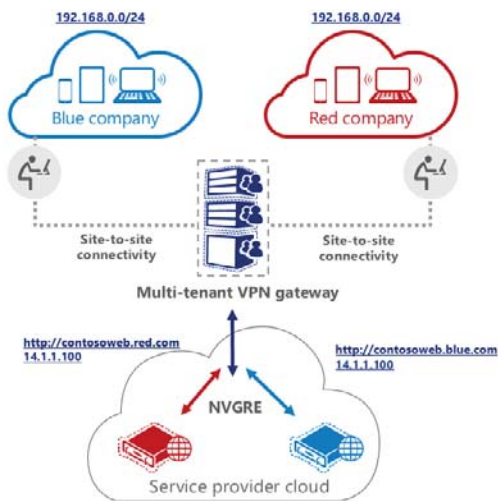 192.168.0.0/24
192.168.0.0/24
Blue company
Red company
Site-to-site
connectivity
Site-to-site
connectivity
Multi-tenant VPN gateway
http://contosoweb.red.com
14.1.1.100
http://contosoweb.blue.com
14.1.1.100
NVGRE
Service provider cloud